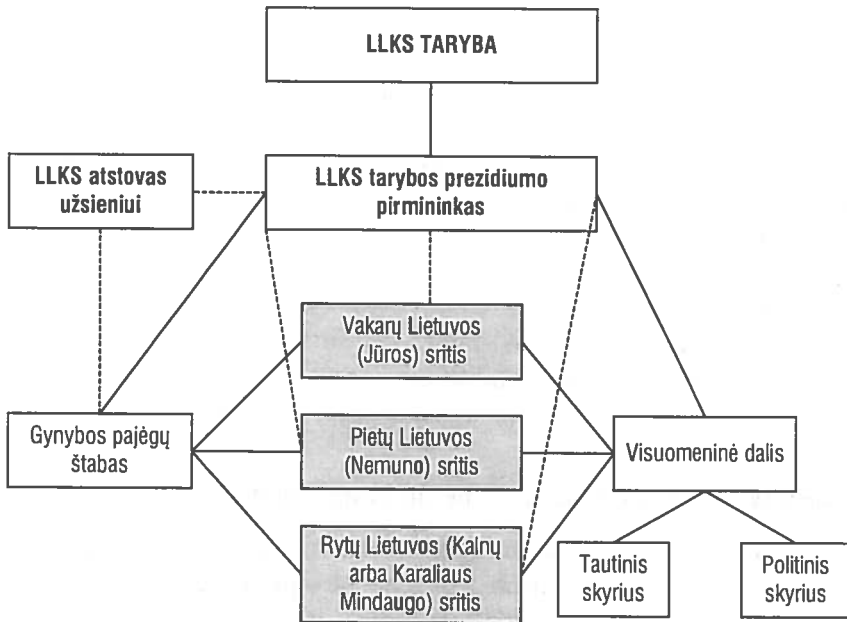 LLKS TARYBA
LLKS atstovas
užsieniui
LLKS tarybos prezidiumo
pirmininkas
Vakarų Lietuvos
(Jūros) sritis
Gynybos pajėgų
štabas
Pietų Lietuvos
(Nemuno) sritis
Visuomeninė dalis
Rytų Lietuvos (Kalnų
arba Karaliaus
Mindaugo) sritis
Tautinis
skyrius
Politinis
skyrius